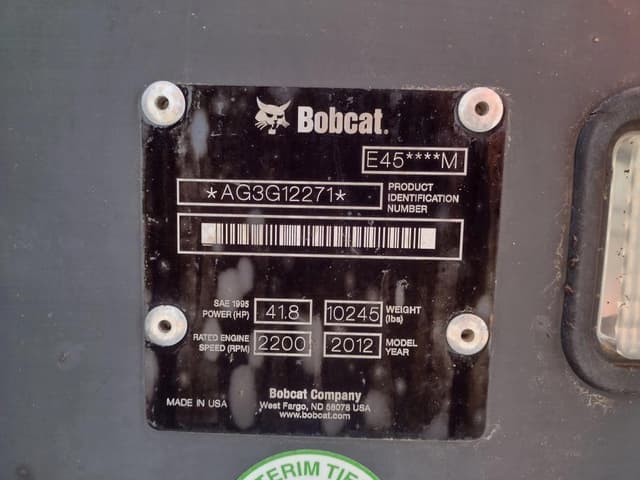 Bobcat.
E45****M
*AG3G12271*
PRODUCT
IDENTIFICATION
NUMBER
SAE 1995
POWER (HP)
41.8
10245
WEIGHT
(lbs)
RATED ENGINE
SPEED (RPM)
2200
2012
MODEL
YEAR
Bobcat Company
MADE IN USA
West Fargo, ND 58078 USA
www.bobcat.com
TERIM TIE